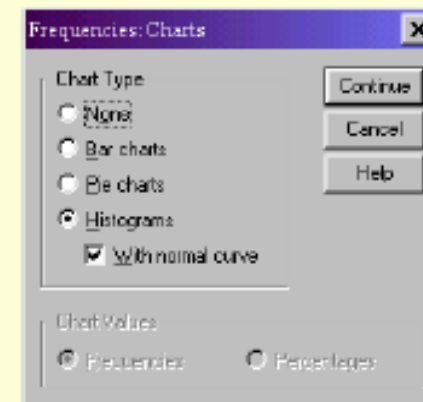 Frequencies: Charts
Chart Type
None
Bar charts
Pie charts
Histograms
With normal curve
Continue
Cancel
Help
Chart Values
Frequencies
Percentages